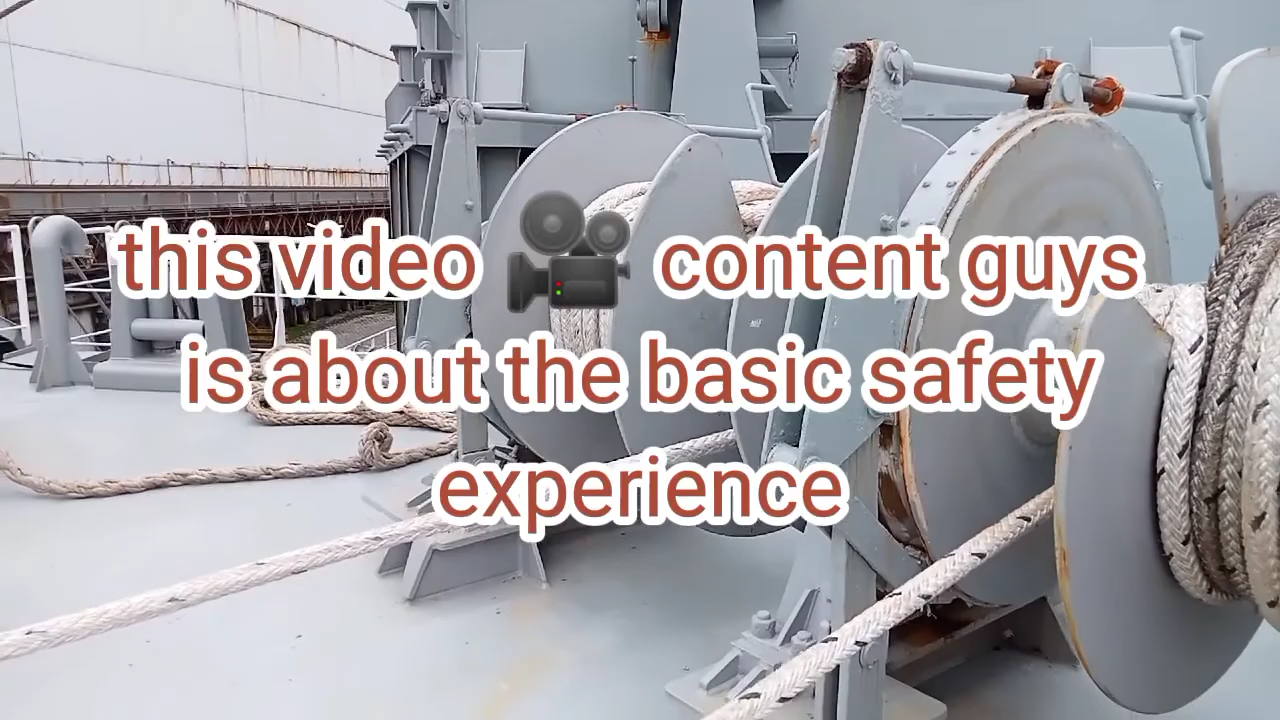 this video 🎥 content guys
is about the basic safety
experience